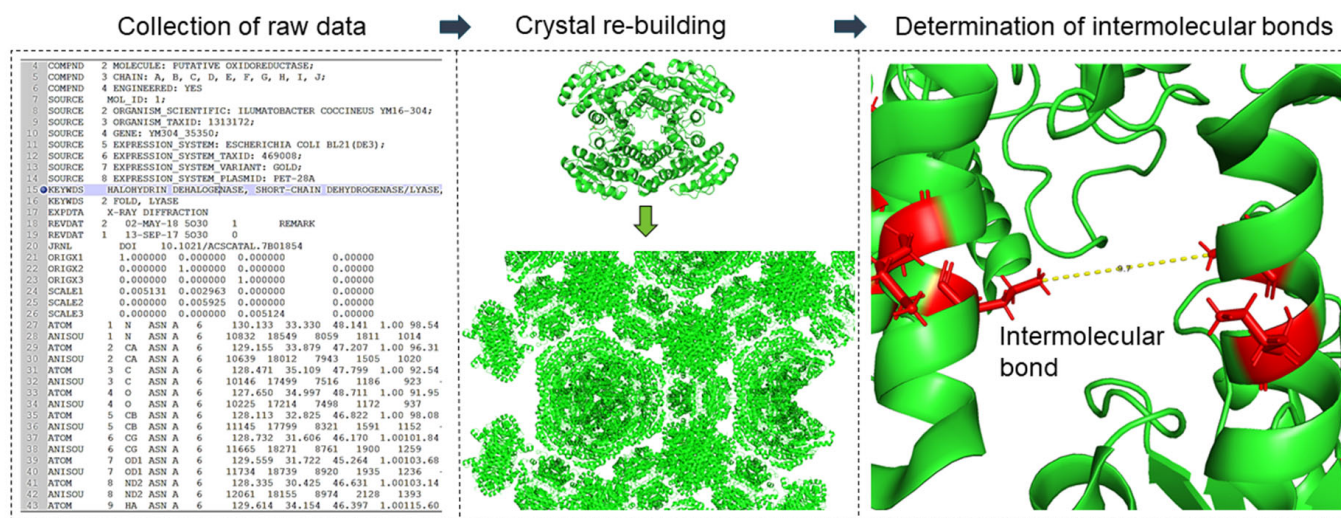 Collection of raw data
Crystal re-building
Determination of intermolecular bonds
4 COMPND 2 MOLECULE: PUTATIVE OXIDOREDUCTASE;
5 COMPND 3 CHAIN: A, B, C, D, E, F, G, H, I, J;
6 COMPND 4 ENGINEERED: YES
7 SOURCE MOL_ID: 1;
8 SOURCE 2 ORGANISM_SCIENTIFIC: ILUMATOBACTER COCCINEUS YM16-304;
9 SOURCE 3 ORGANISM_TAXID: 1313172;
10 SOURCE 4 GENE: YM304_35350;
11 SOURCE 5 EXPRESSION_SYSTEM: ESCHERICHIA COLI BL21(DE3);
12 SOURCE 6 EXPRESSION_SYSTEM_TAXID: 469008;
13 SOURCE 7 EXPRESSION_SYSTEM_VARIANT: GOLD;
14 SOURCE 8 EXPRESSION_SYSTEM_PLASMID: PET-28A
15 KEYWDS HALOHYDRIN DEHALOGENASE, SHORT-CHAIN DEHYDROGENASE/LYASE,
16 KEYWDS 2 FOLD, LYASE
17 EXPDTA X-RAY DIFFRACTION
18 REVDAT 2 02-MAY-18 5O30 1 REMARK
19 REVDAT 1 13-SEP-17 5O30 0
20 JRNL DOI 10.1021/ACSCATAL.7B01854
21 ORIGX1 1.000000 0.000000 0.000000 0.00000
22 ORIGX2 0.000000 1.000000 0.000000 0.00000
23 ORIGX3 0.000000 0.000000 1.000000 0.00000
24 SCALE1 0.005131 0.002963 0.000000 0.00000
25 SCALE2 0.000000 0.005925 0.000000 0.00000
26 SCALE3 0.000000 0.000000 0.005124 0.00000
27 ATOM 1 N ASN A 6 130.133 33.330 48.141 1.00 98.54
28 ANISOU 1 N ASN A 6 10832 18549 8059 1811 1014
29 ATOM 2 CA ASN A 6 129.155 33.879 47.207 1.00 96.31
30 ANISOU 2 CA ASN A 6 10639 18012 7943 1505 1020
31 ATOM 3 C ASN A 6 128.471 35.109 47.799 1.00 92.54
32 ANISOU 3 C ASN A 6 10146 17499 7516 1186 923 -
33 ATOM 4 O ASN A 6 127.650 34.997 48.711 1.00 91.95
34 ANISOU 4 O ASN A 6 10225 17214 7498 1172 937
35 ATOM 5 CB ASN A 6 128.113 32.825 46.822 1.00 98.08
36 ANISOU 5 CB ASN A 6 11145 17799 8321 1591 1152 -
37 ATOM 6 CG ASN A 6 128.732 31.606 46.170 1.00101.84
38 ANISOU 6 CG ASN A 6 11665 18271 8761 1900 1259
39 ATOM 7 OD1 ASN A 6 129.559 31.722 45.264 1.00103.68
40 ANISOU 7 OD1 ASN A 6 11734 18739 8920 1935 1236 -
41 ATOM 8 ND2 ASN A 6 128.335 30.425 46.631 1.00103.14
42 ANISOU 8 ND2 ASN A 6 12061 18155 8974 2128 1393
43 ATOM 9 HA ASN A 6 129.614 34.154 46.397 1.00115.60
Intermolecular
bond